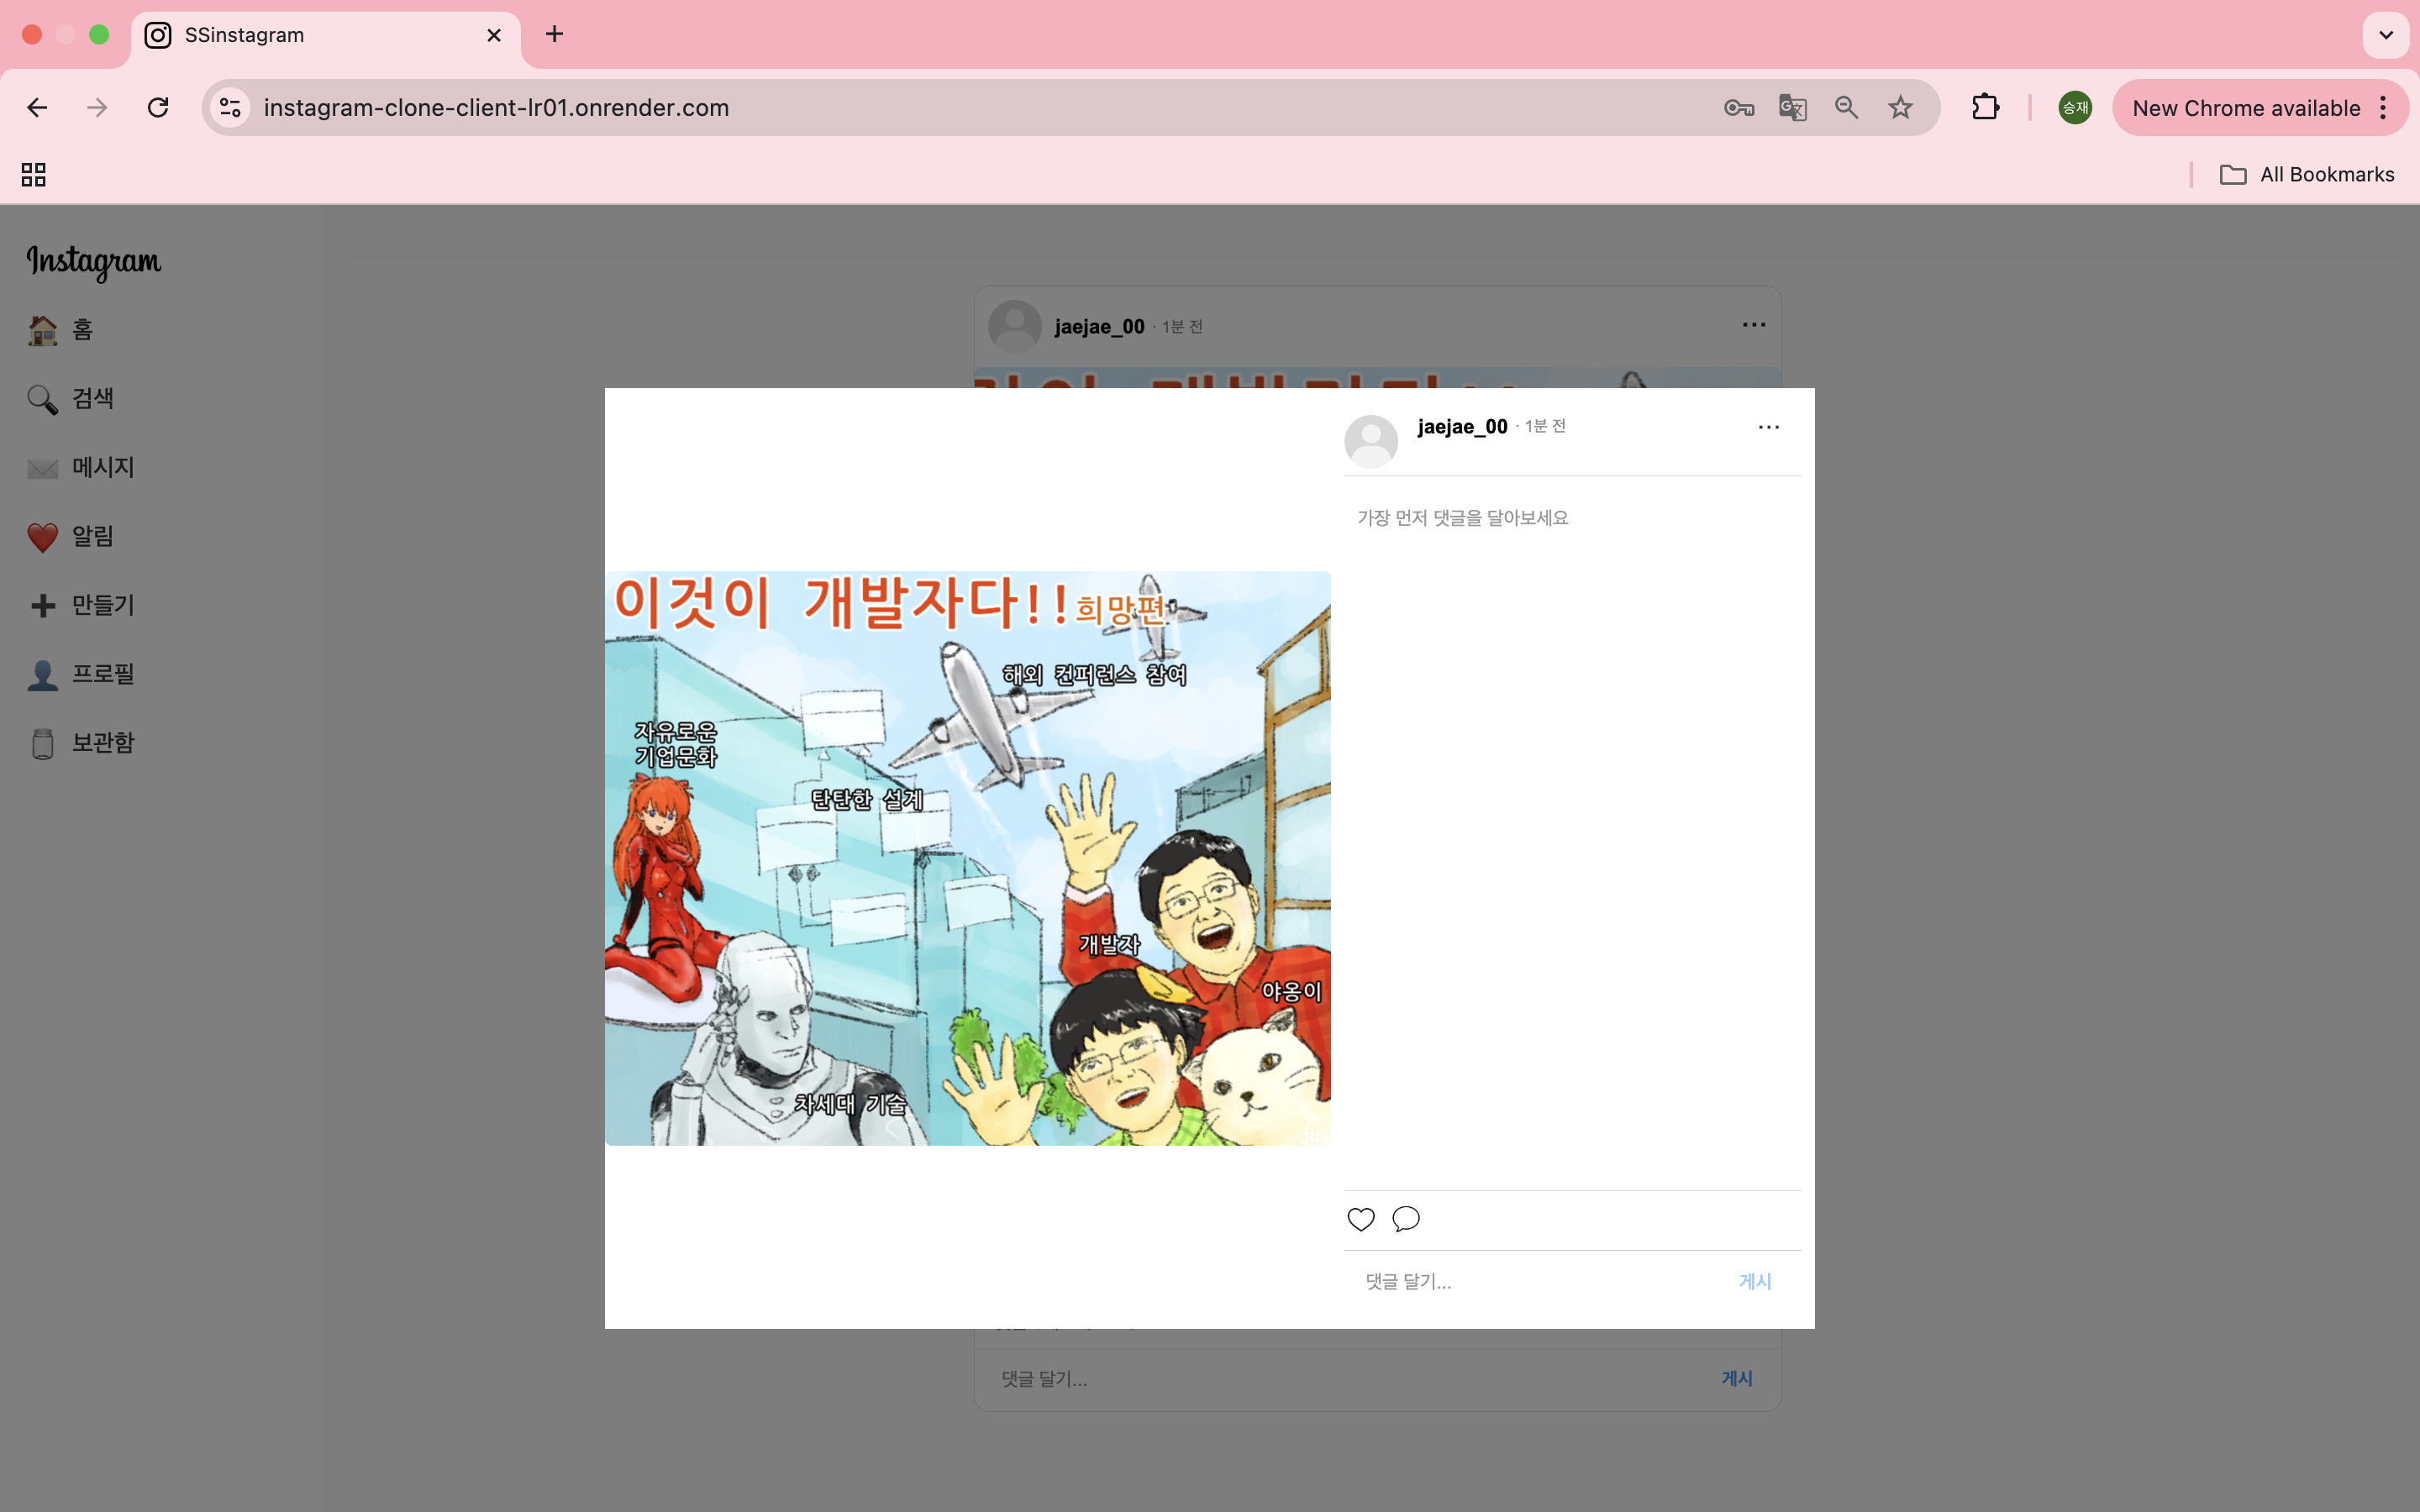 SSinstagram
instagram-clone-client-lr01.onrender.com
승재
New Chrome available
All Bookmarks
Instagram
홈
검색
메시지
알림
만들기
프로필
보관함
jaejae_00 · 1분 전
jaejae_00 · 1분 전
가장 먼저 댓글을 달아보세요
이것이 개발자다!! 희망편
해외 컨퍼런스 참여
자유로운
기업문화
탄탄한 설계
개발자
야옹이
차세대 기술
댓글 달기...
게시
댓글 달기...
게시